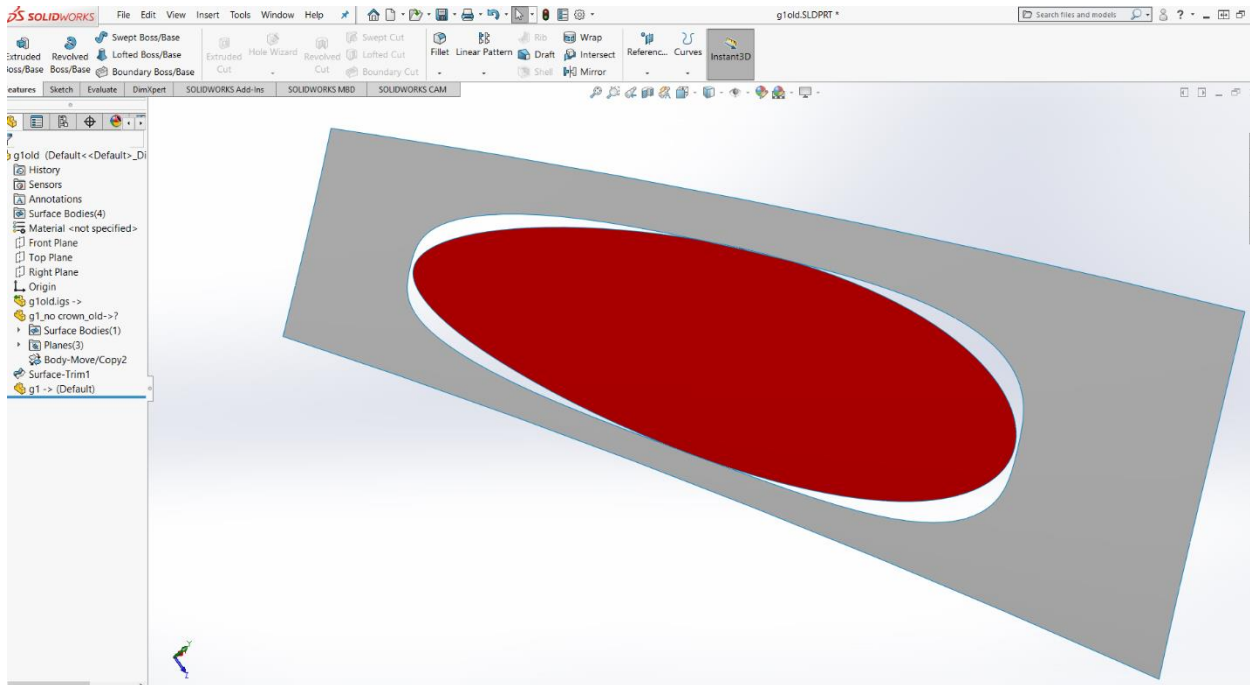 SOLIDWORKS File Edit View Insert Tools Window Help g1old.SLDPRT * Search files and models ?
Swept Boss/Base Swept Cut Rib Wrap
Extruded Revolved Lofted Boss/Base Extruded Hole Wizard Revolved Lofted Cut Fillet Linear Pattern Draft Intersect Referenc... Curves Instant3D
Boss/Base Boss/Base Boundary Boss/Base Cut Cut Boundary Cut Shell Mirror
eatures Sketch Evaluate DimXpert SOLIDWORKS Add-Ins SOLIDWORKS MBD SOLIDWORKS CAM
g1old (Default<<Default>_Di
History
Sensors
Annotations
Surface Bodies(4)
Material <not specified>
Front Plane
Top Plane
Right Plane
Origin
g1old.igs ->
g1_no crown_old->?
Surface Bodies(1)
Planes(3)
Body-Move/Copy2
Surface-Trim1
g1 -> (Default)
Y
Z